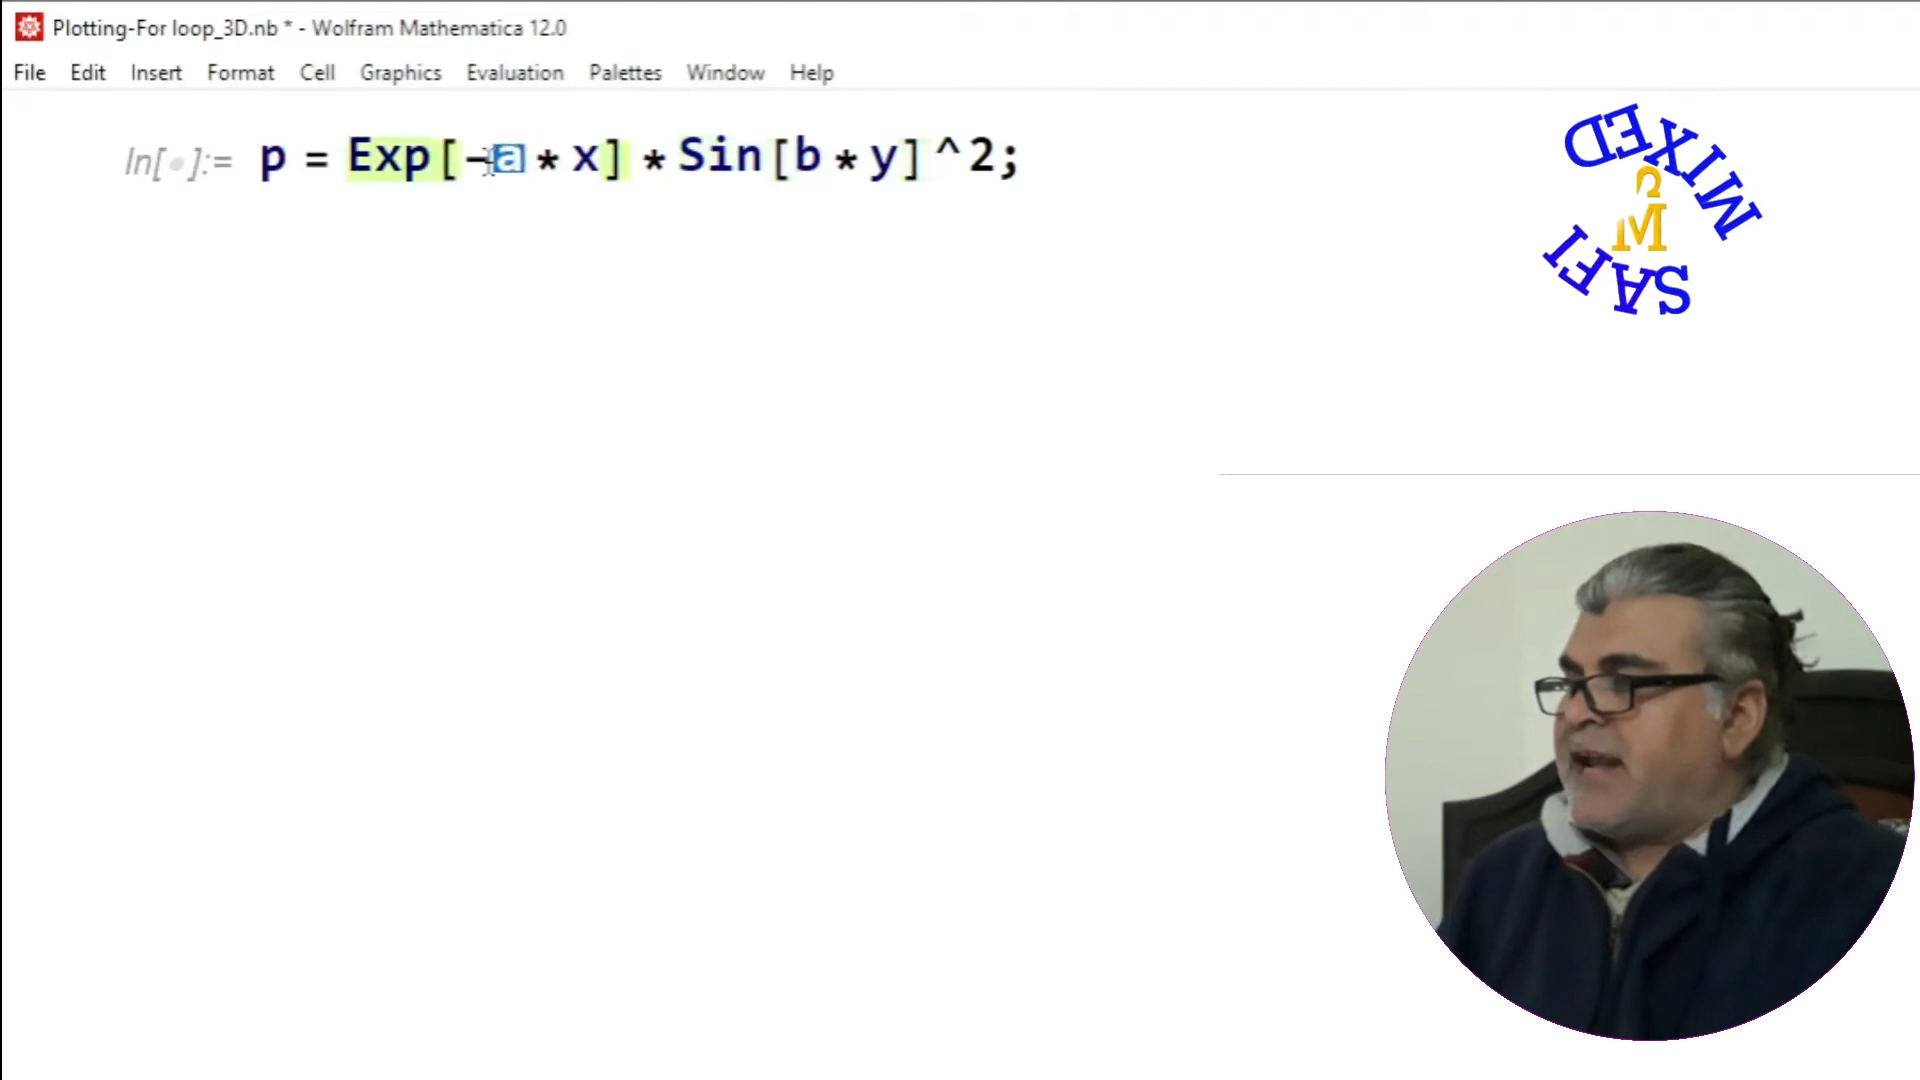 Plotting-For loop_3D.nb * - Wolfram Mathematica 12.0
File Edit Insert Format Cell Graphics Evaluation Palettes Window Help
In[•]:= p = Exp[-a * x] * Sin[b * y]^2;
MIXED
M
SAFI